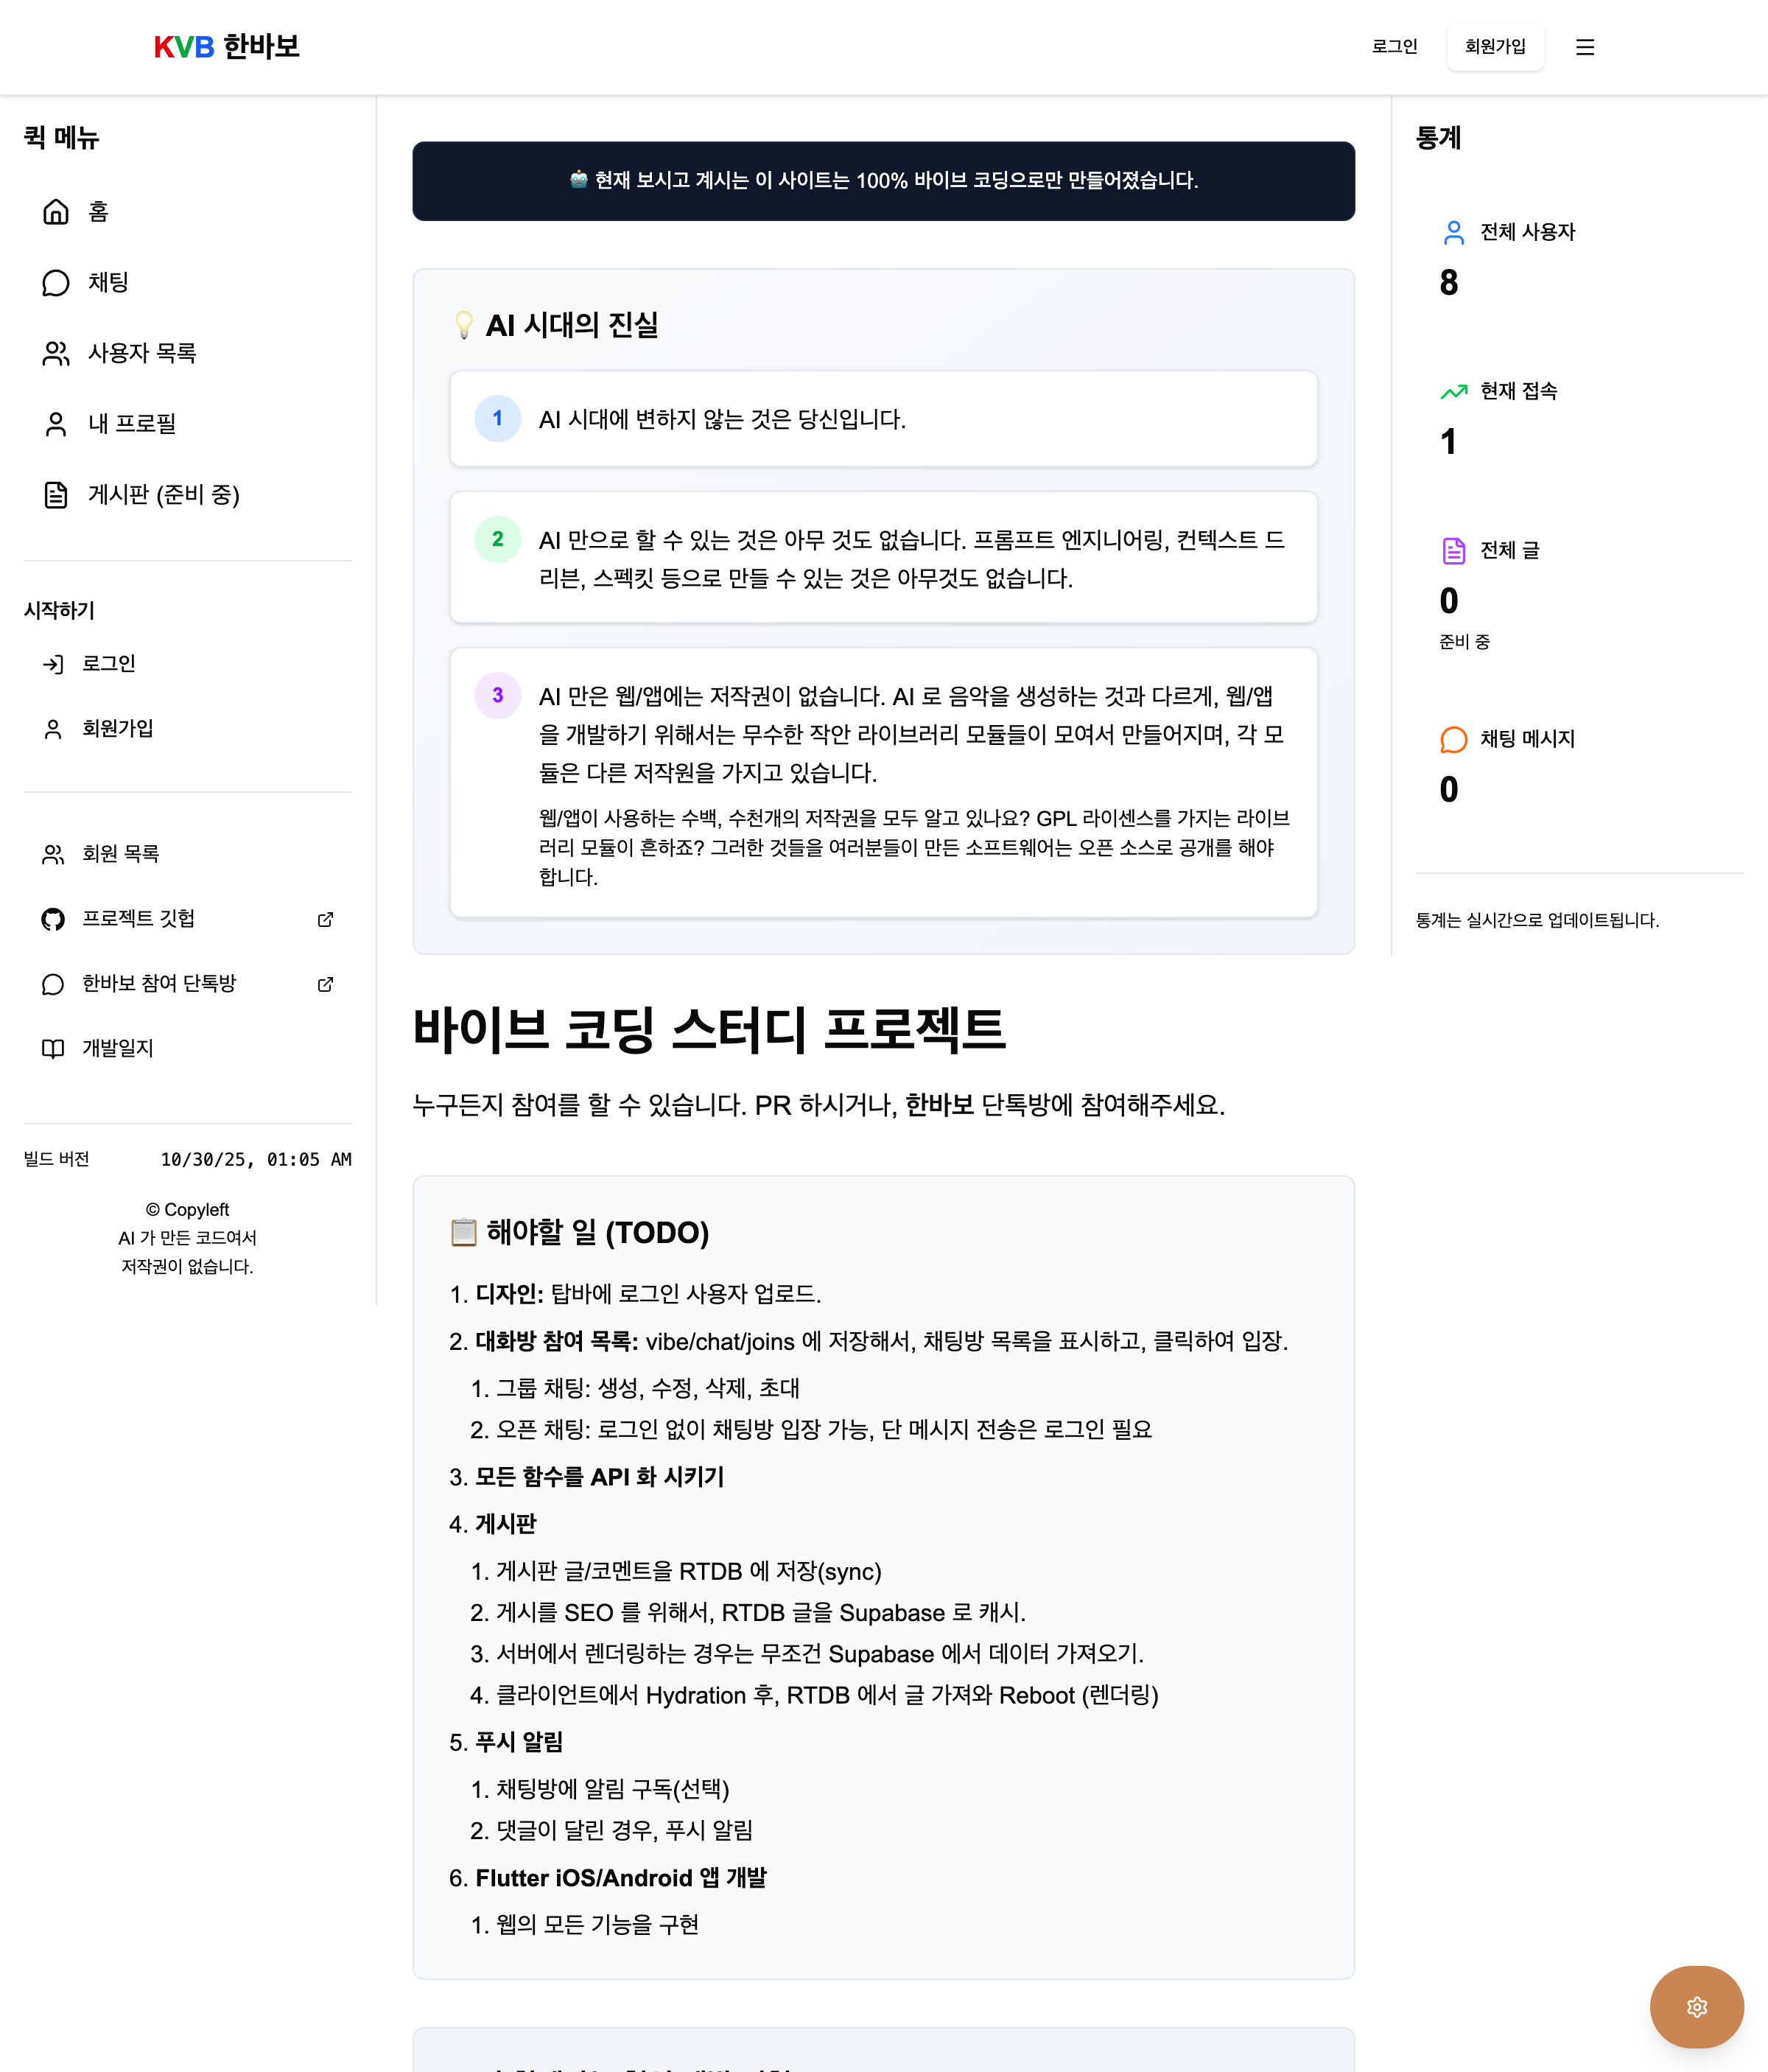 KVB 한바보
로그인
회원가입
퀵 메뉴
홈
채팅
사용자 목록
내 프로필
게시판 (준비 중)
시작하기
로그인
회원가입
회원 목록
프로젝트 깃헙
한바보 참여 단톡방
개발일지
빌드 버전 10/30/25, 01:05 AM
© Copyleft
AI 가 만든 코드여서
저작권이 없습니다.
🤖 현재 보시고 계시는 이 사이트는 100% 바이브 코딩으로만 만들어졌습니다.
💡 AI 시대의 진실
1 AI 시대에 변하지 않는 것은 당신입니다.
2 AI 만으로 할 수 있는 것은 아무 것도 없습니다. 프롬프트 엔지니어링, 컨텍스트 드
리븐, 스펙킷 등으로 만들 수 있는 것은 아무것도 없습니다.
3 AI 만은 웹/앱에는 저작권이 없습니다. AI 로 음악을 생성하는 것과 다르게, 웹/앱
을 개발하기 위해서는 무수한 작안 라이브러리 모듈들이 모여서 만들어지며, 각 모
듈은 다른 저작원을 가지고 있습니다.
웹/앱이 사용하는 수백, 수천개의 저작권을 모두 알고 있나요? GPL 라이센스를 가지는 라이브
러리 모듈이 흔하죠? 그러한 것들을 여러분들이 만든 소프트웨어는 오픈 소스로 공개를 해야
합니다.
바이브 코딩 스터디 프로젝트
누구든지 참여를 할 수 있습니다. PR 하시거나, 한바보 단톡방에 참여해주세요.
📋 해야할 일 (TODO)
1. 디자인: 탑바에 로그인 사용자 업로드.
2. 대화방 참여 목록: vibe/chat/joins 에 저장해서, 채팅방 목록을 표시하고, 클릭하여 입장.
1. 그룹 채팅: 생성, 수정, 삭제, 초대
2. 오픈 채팅: 로그인 없이 채팅방 입장 가능, 단 메시지 전송은 로그인 필요
3. 모든 함수를 API 화 시키기
4. 게시판
1. 게시판 글/코멘트을 RTDB 에 저장(sync)
2. 게시를 SEO 를 위해서, RTDB 글을 Supabase 로 캐시.
3. 서버에서 렌더링하는 경우는 무조건 Supabase 에서 데이터 가져오기.
4. 클라이언트에서 Hydration 후, RTDB 에서 글 가져와 Reboot (렌더링)
5. 푸시 알림
1. 채팅방에 알림 구독(선택)
2. 댓글이 달린 경우, 푸시 알림
6. Flutter iOS/Android 앱 개발
1. 웹의 모든 기능을 구현
통계
전체 사용자
8
현재 접속
1
전체 글
0
준비 중
채팅 메시지
0
통계는 실시간으로 업데이트됩니다.